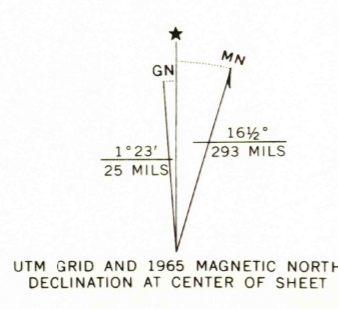 GN
MN
1°23'
25 MILS
16½°
293 MILS
UTM GRID AND 1965 MAGNETIC NORTH
DECLINATION AT CENTER OF SHEET